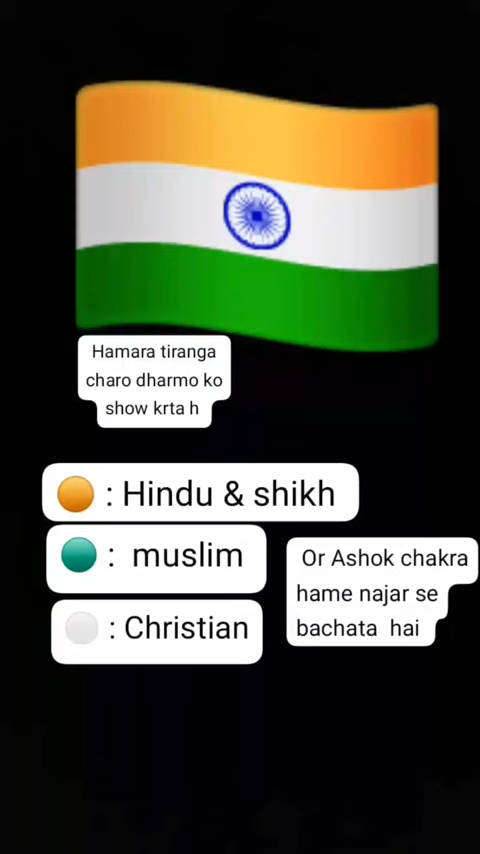 Hamara tiranga
charo dharmo ko
show krta h
🟠 : Hindu & shikh
🟢 : muslim
⚪ : Christian
Or Ashok chakra
hame najar se
bachata hai